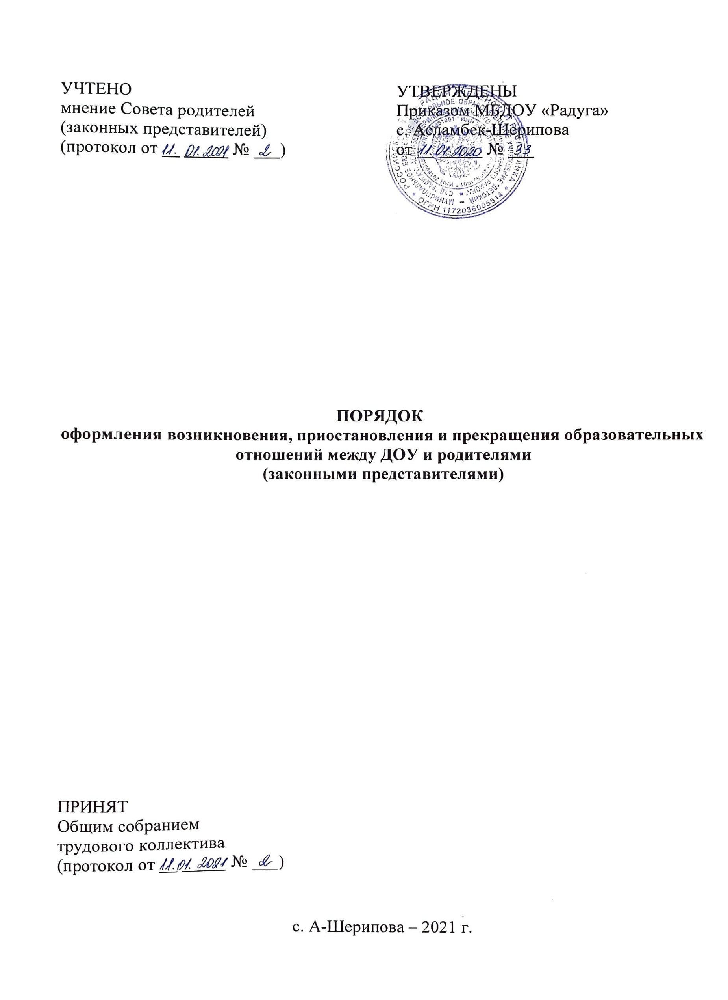 УЧТЕНО
мнение Совета родителей
(законных представителей)
(протокол от 11. 01.2021 № 2)
УТВЕРЖДЕНЫ
Приказом МБДОУ «Радуга»
с. Асламбек-Шерипова
от 11.01.2020 № 33
ОГРН 1172036005514
ПОРЯДОК
оформления возникновения, приостановления и прекращения образовательных
отношений между ДОУ и родителями
(законными представителями)
ПРИНЯТ
Общим собранием
трудового коллектива
(протокол от 11.01. 2021 № 2)
с. А-Шерипова – 2021 г.